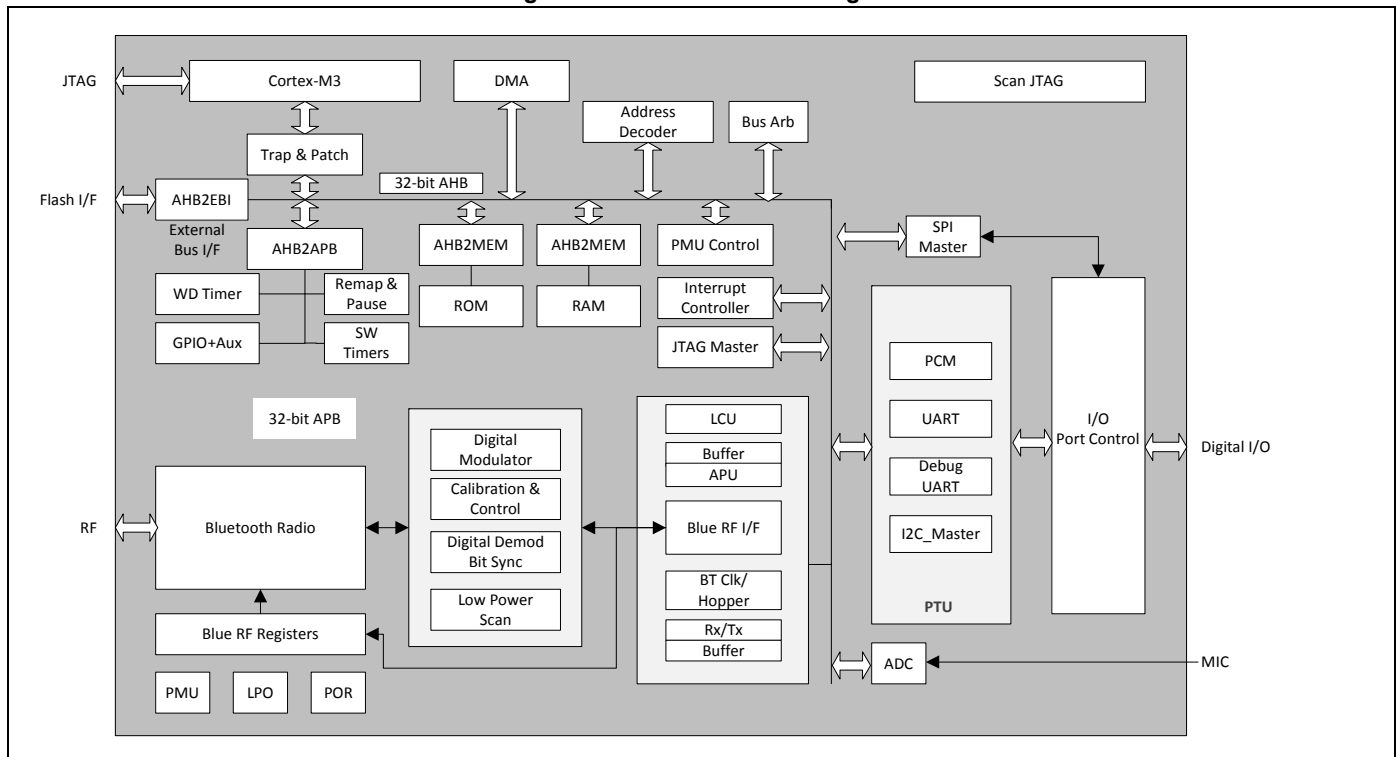 JTAG
Cortex-M3
DMA
Scan JTAG
Address
Decoder
Bus Arb
Trap & Patch
32-bit AHB
Flash I/F
AHB2EBI
External
Bus I/F
AHB2APB
AHB2MEM
AHB2MEM
PMU Control
SPI
Master
WD Timer
Remap &
Pause
ROM
RAM
Interrupt
Controller
GPIO+Aux
SW
Timers
JTAG Master
PCM
UART
Debug
UART
I2C_Master
PTU
I/O
Port Control
Digital I/O
32-bit APB
Digital
Modulator
Calibration &
Control
Digital Demod
Bit Sync
Low Power
Scan
LCU
Buffer
APU
Blue RF I/F
BT Clk/
Hopper
Rx/Tx
Buffer
RF
Bluetooth Radio
Blue RF Registers
PMU
LPO
POR
ADC
MIC